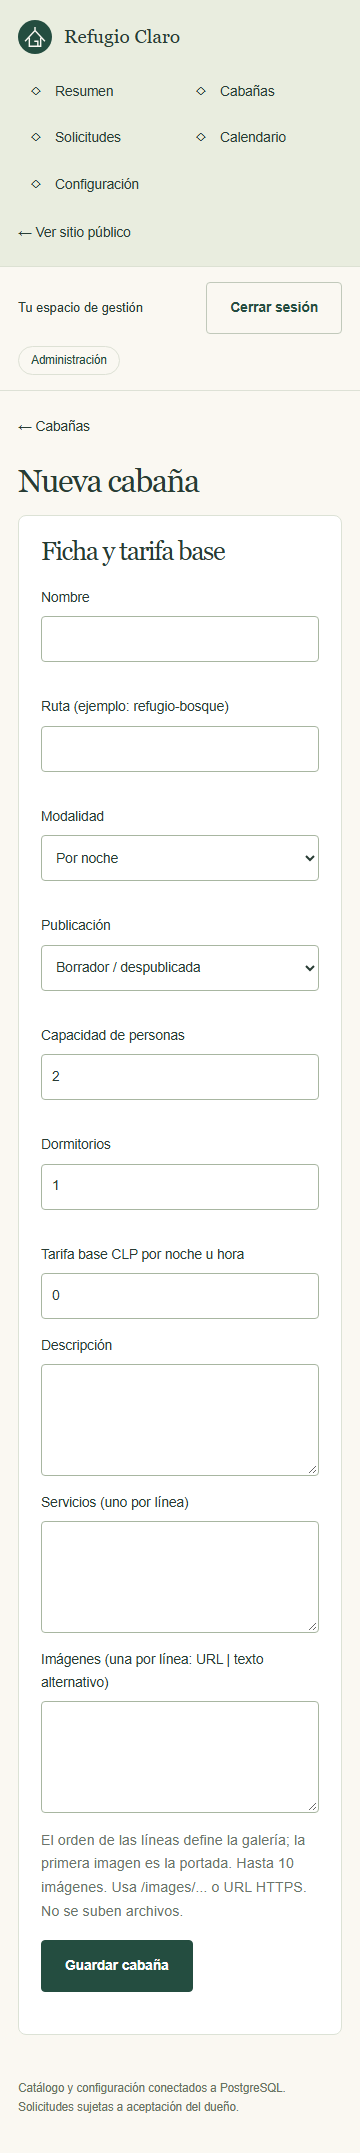 Refugio Claro
Resumen
Cabañas
Solicitudes
Calendario
Configuración
← Ver sitio público
Tu espacio de gestión
Cerrar sesión
Administración
← Cabañas
Nueva cabaña
Ficha y tarifa base
Nombre
Ruta (ejemplo: refugio-bosque)
Modalidad
Por noche
Publicación
Borrador / despublicada
Capacidad de personas
2
Dormitorios
1
Tarifa base CLP por noche u hora
0
Descripción
Servicios (uno por línea)
Imágenes (una por línea: URL | texto
alternativo)
El orden de las líneas define la galería; la
primera imagen es la portada. Hasta 10
imágenes. Usa /images/... o URL HTTPS.
No se suben archivos.
Guardar cabaña
Catálogo y configuración conectados a PostgreSQL.
Solicitudes sujetas a aceptación del dueño.